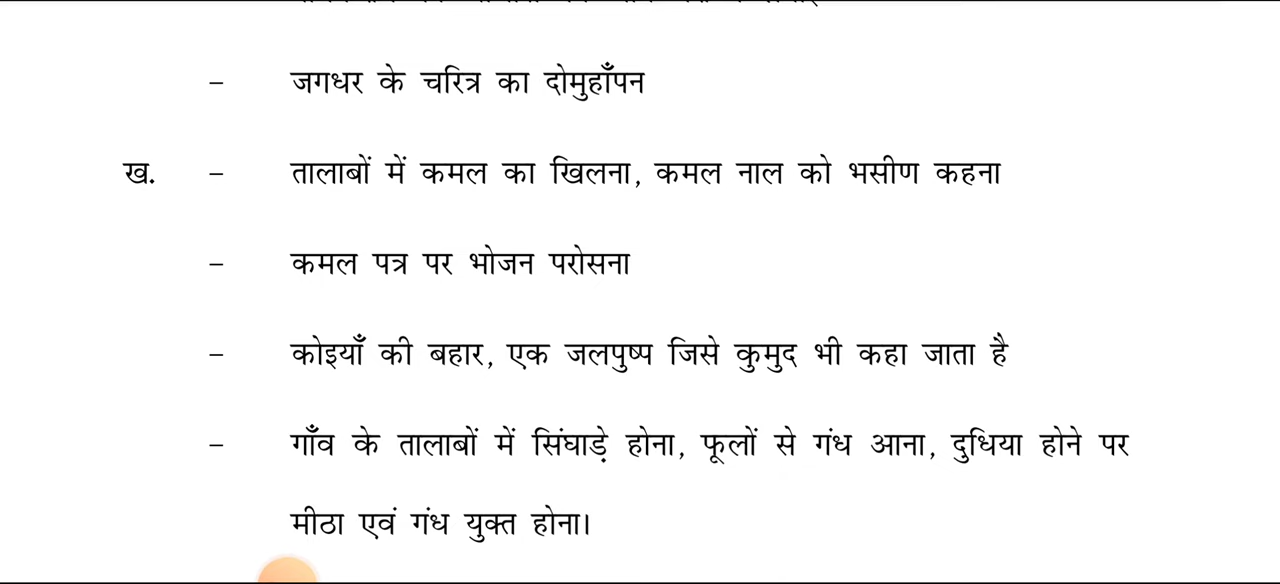 – जगधर के चरित्र का दोमुहाँपन
ख. – तालाबों में कमल का खिलना, कमल नाल को भसीण कहना
– कमल पत्र पर भोजन परोसना
– कोइयाँ की बहार, एक जलपुष्प जिसे कुमुद भी कहा जाता है
– गाँव के तालाबों में सिंघाड़े होना, फूलों से गंध आना, दुधिया होने पर
मीठा एवं गंध युक्त होना।